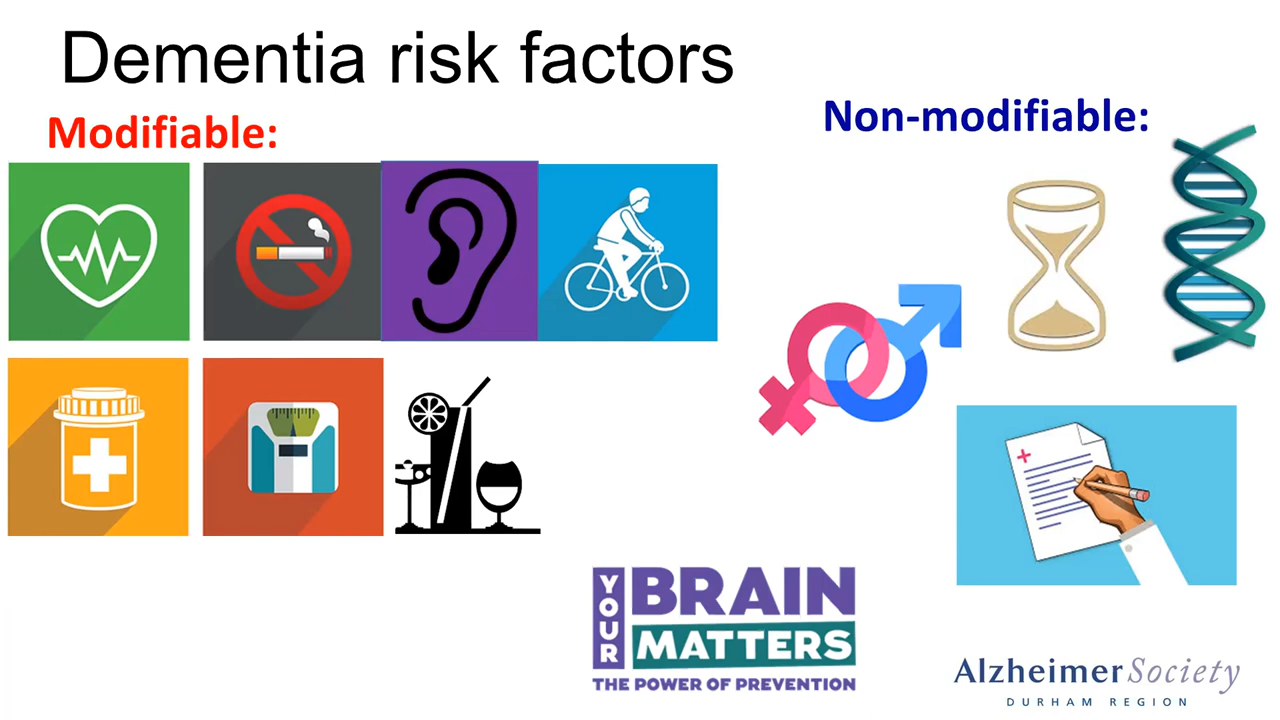 Dementia risk factors
Modifiable:
Non-modifiable:
YOUR
BRAIN
MATTERS
THE POWER OF PREVENTION
Alzheimer Society
DURHAM REGION